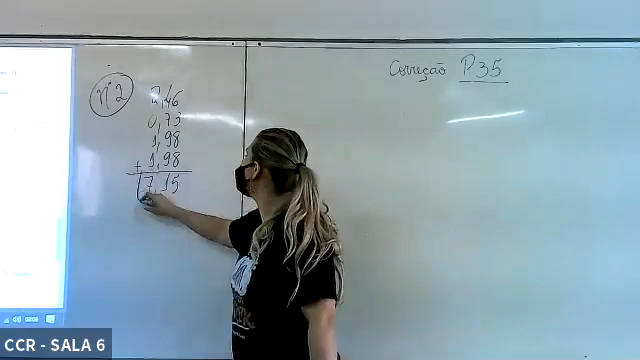 Correção P35
nº2
2,46
0,73
1,98
+ 1,98
7,15
CCR - SALA 6